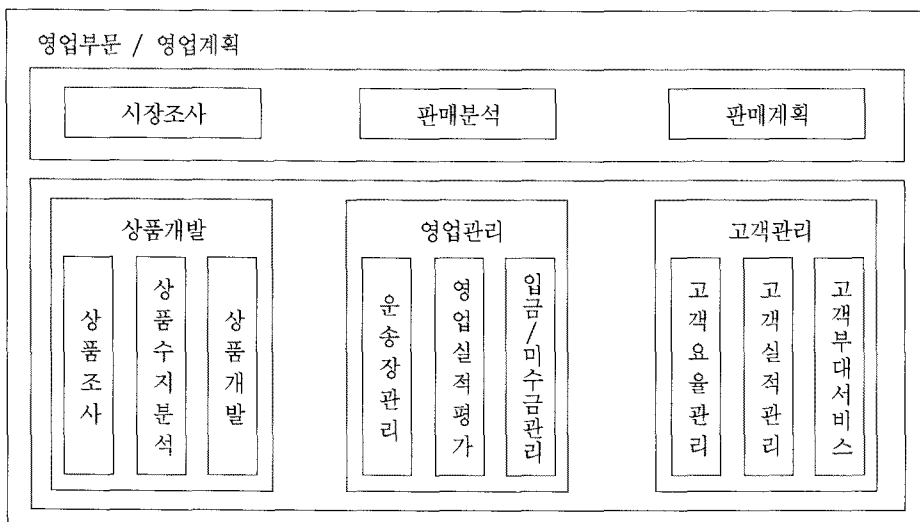 영업부문 / 영업계획
시장조사
판매분석
판매계획
상품개발
상품조사
상품수지분석
상품개발
영업관리
운송장관리
영업실적평가
입금/미수금관리
고객관리
고객요율관리
고객실적관리
고객부대서비스